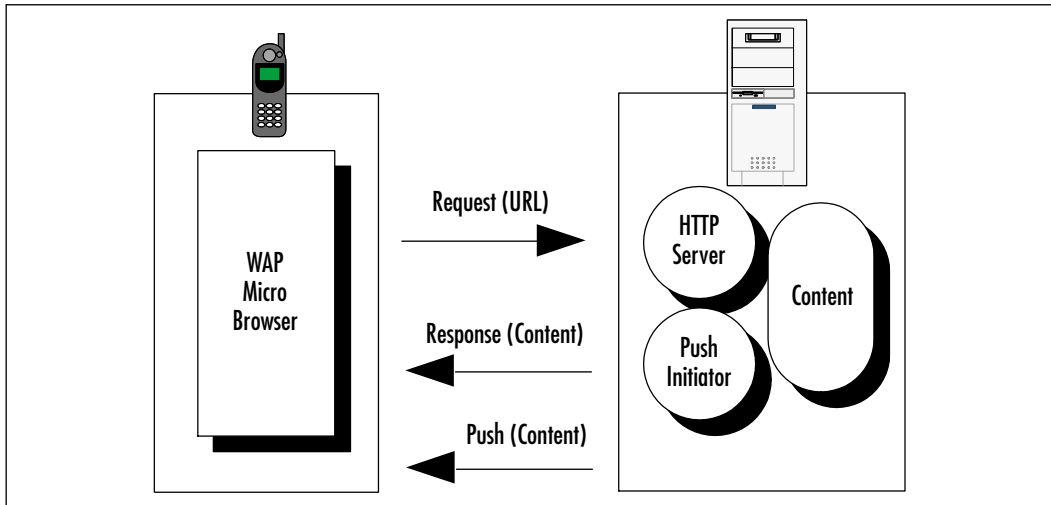 WAP
Micro
Browser
Request (URL)
Response (Content)
Push (Content)
HTTP
Server
Push
Initiator
Content